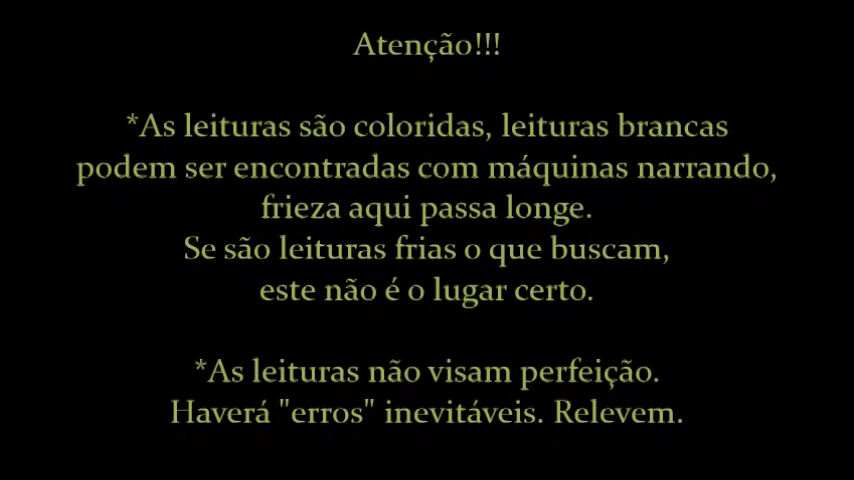 Atenção!!!
*As leituras são coloridas, leituras brancas
podem ser encontradas com máquinas narrando,
frieza aqui passa longe.
Se são leituras frias o que buscam,
este não é o lugar certo.
*As leituras não visam perfeição.
Haverá "erros" inevitáveis. Relevem.